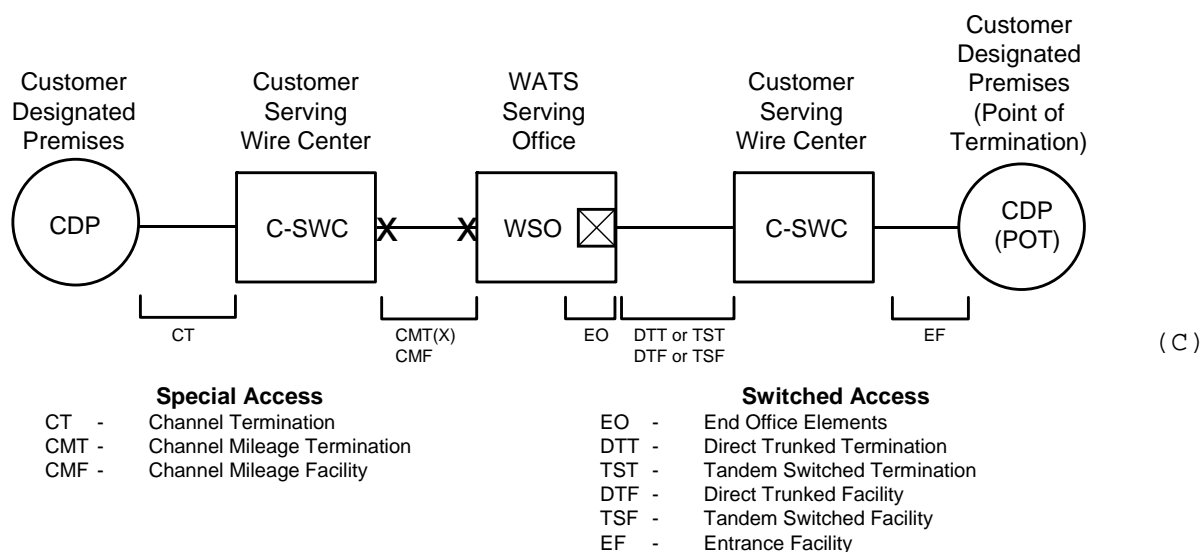 Customer
Designated
Premises
Customer
Serving
Wire Center
WATS
Serving
Office
Customer
Serving
Wire Center
Customer
Designated
Premises
(Point of
Termination)
CDP
C-SWC
X
X
WSO
C-SWC
CDP
(POT)
CT
CMT(X)
CMF
EO
DTT or TST
DTF or TSF
EF
(C)
Special Access
CT - Channel Termination
CMT - Channel Mileage Termination
CMF - Channel Mileage Facility
Switched Access
EO - End Office Elements
DTT - Direct Trunked Termination
TST - Tandem Switched Termination
DTF - Direct Trunked Facility
TSF - Tandem Switched Facility
EF - Entrance Facility